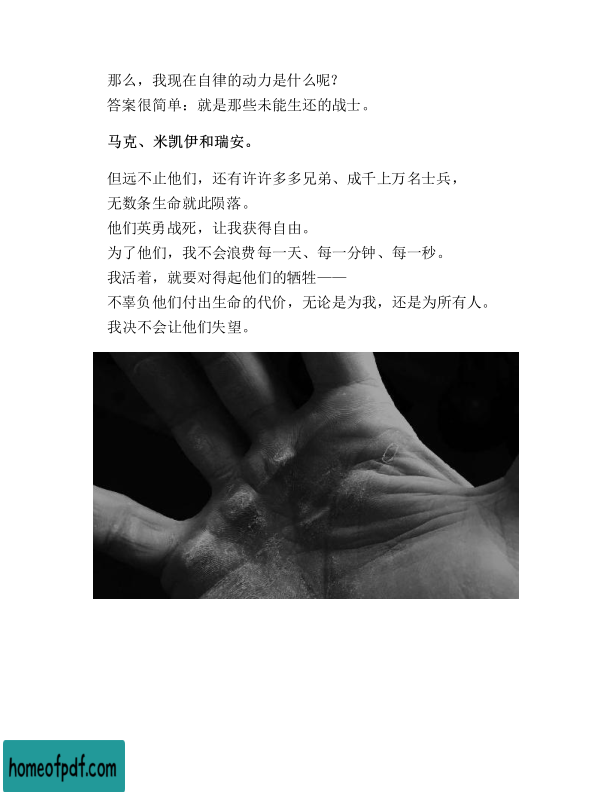 那么，我现在自律的动力是什么呢？
答案很简单：就是那些未能生还的战士。
马克、米凯伊和瑞安。
但远不止他们，还有许许多多兄弟、成千上万名士兵，
无数条生命就此陨落。
他们英勇战死，让我获得自由。
为了他们，我不会浪费每一天、每一分钟、每一秒。
我活着，就要对得起他们的牺牲——
不辜负他们付出生命的代价，无论是为我，还是为所有人。
我决不会让他们失望。
homeofpdf.com